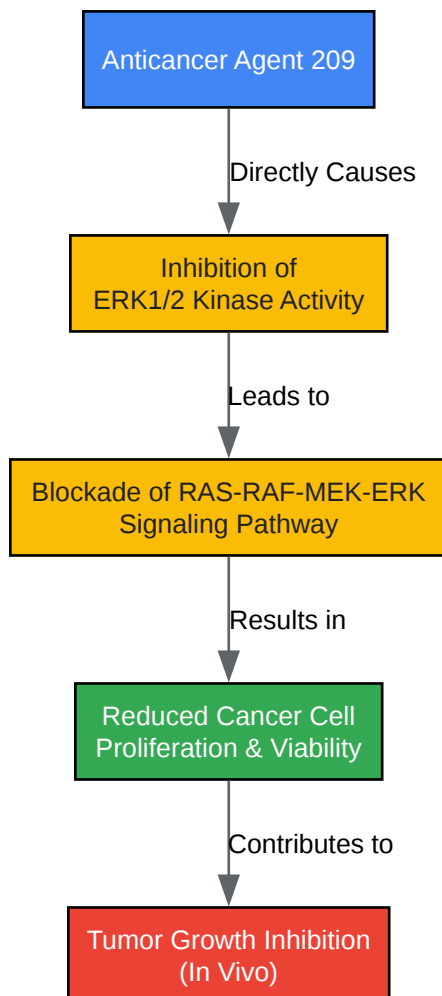 Anticancer Agent 209
Directly Causes
Inhibition of
ERK1/2 Kinase Activity
Leads to
Blockade of RAS-RAF-MEK-ERK
Signaling Pathway
Results in
Reduced Cancer Cell
Proliferation & Viability
Contributes to
Tumor Growth Inhibition
(In Vivo)